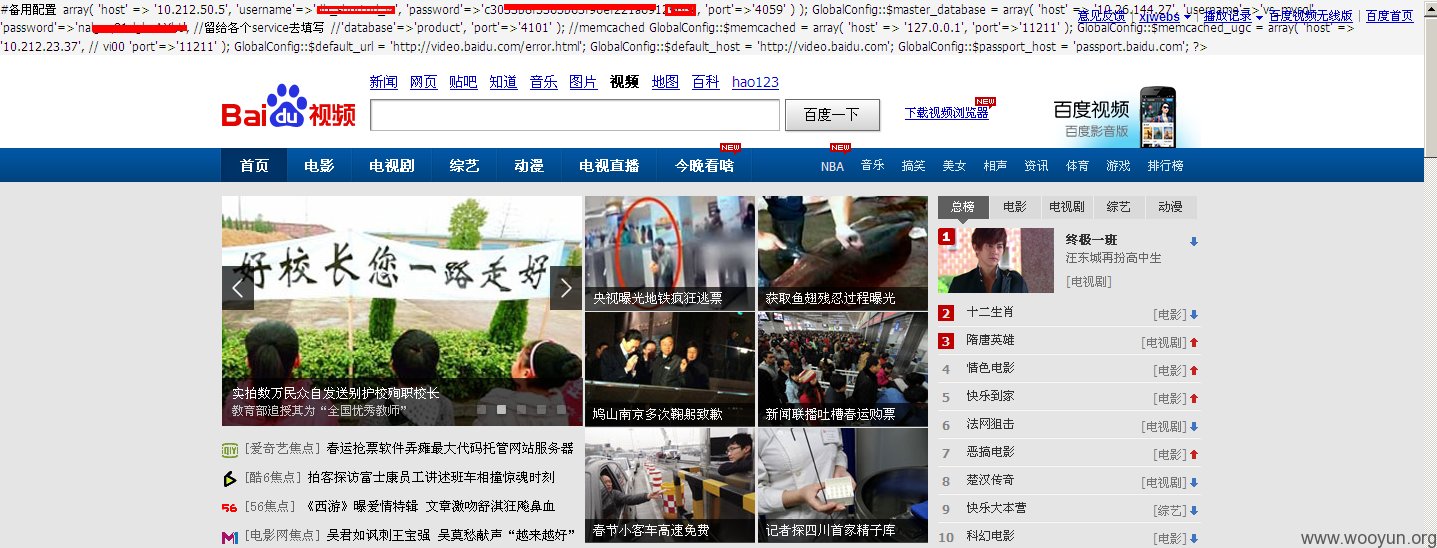 #备用配置 array( 'host' => '10.212.50.5', 'username'=> ', 'password'=>'c30 ', 'port'=>'4059' ) ); GlobalConfig::$master_database = array( 'host' => '10.26.144.27', 'username'=>'vs_mysql'
意见反馈 | xjwebs | 播放记录 百度视频无线版 | 百度首页
'password'=>'na //留给各个service去填写 //'database'=>'product', 'port'=>'4101' ); //memcached GlobalConfig::$memcached = array( 'host' => '127.0.0.1', 'port'=>'11211' ); GlobalConfig::$memcached_ugc = array( 'host' =>
'10.212.23.37', // vi00 'port'=>'11211' ); GlobalConfig::$default_url = 'http://video.baidu.com/error.html'; GlobalConfig::$default_host = 'http://video.baidu.com'; GlobalConfig::$passport_host = 'passport.baidu.com'; ?>
新闻 网页 贴吧 知道 音乐 图片 视频 地图 百科 hao123
Bai du 视频
百度一下
下载视频浏览器 NEW
百度视频
百度影音版
首页 电影 电视剧 综艺 动漫 电视直播 今晚看啥 NEW
NBA NEW 音乐 搞笑 美女 相声 资讯 体育 游戏 排行榜
好校长您一路走好
实拍数万民众自发送别护校殉职校长
教育部追授其为“全国优秀教师”
央视曝光地铁疯狂逃票
获取鱼翅残忍过程曝光
鸠山南京多次鞠躬致歉
新闻联播吐槽春运购票
春节小客车高速免费
记者探四川首家精子库
[爱奇艺焦点] 春运抢票软件弄瘫最大代码托管网站服务器
[酷6焦点] 拍客探访富士康员工讲述班车相撞惊魂时刻
56 [56焦点] 《西游》曝爱情特辑 文章激吻舒淇狂飚鼻血
[电影网焦点] 吴君如讽刺王宝强 吴莫愁献声“越来越好”
总榜 电影 电视剧 综艺 动漫
1 终极一班
汪东城再扮高中生
[电视剧]
2 十二生肖 [电影]
3 隋唐英雄 [电视剧]
4 情色电影 [电影]
5 快乐到家 [电影]
6 法网狙击 [电视剧]
7 恶搞电影 [电影]
8 楚汉传奇 [电视剧]
9 快乐大本营 [综艺]
10 科幻电影 [电影]
www.wooyun.org